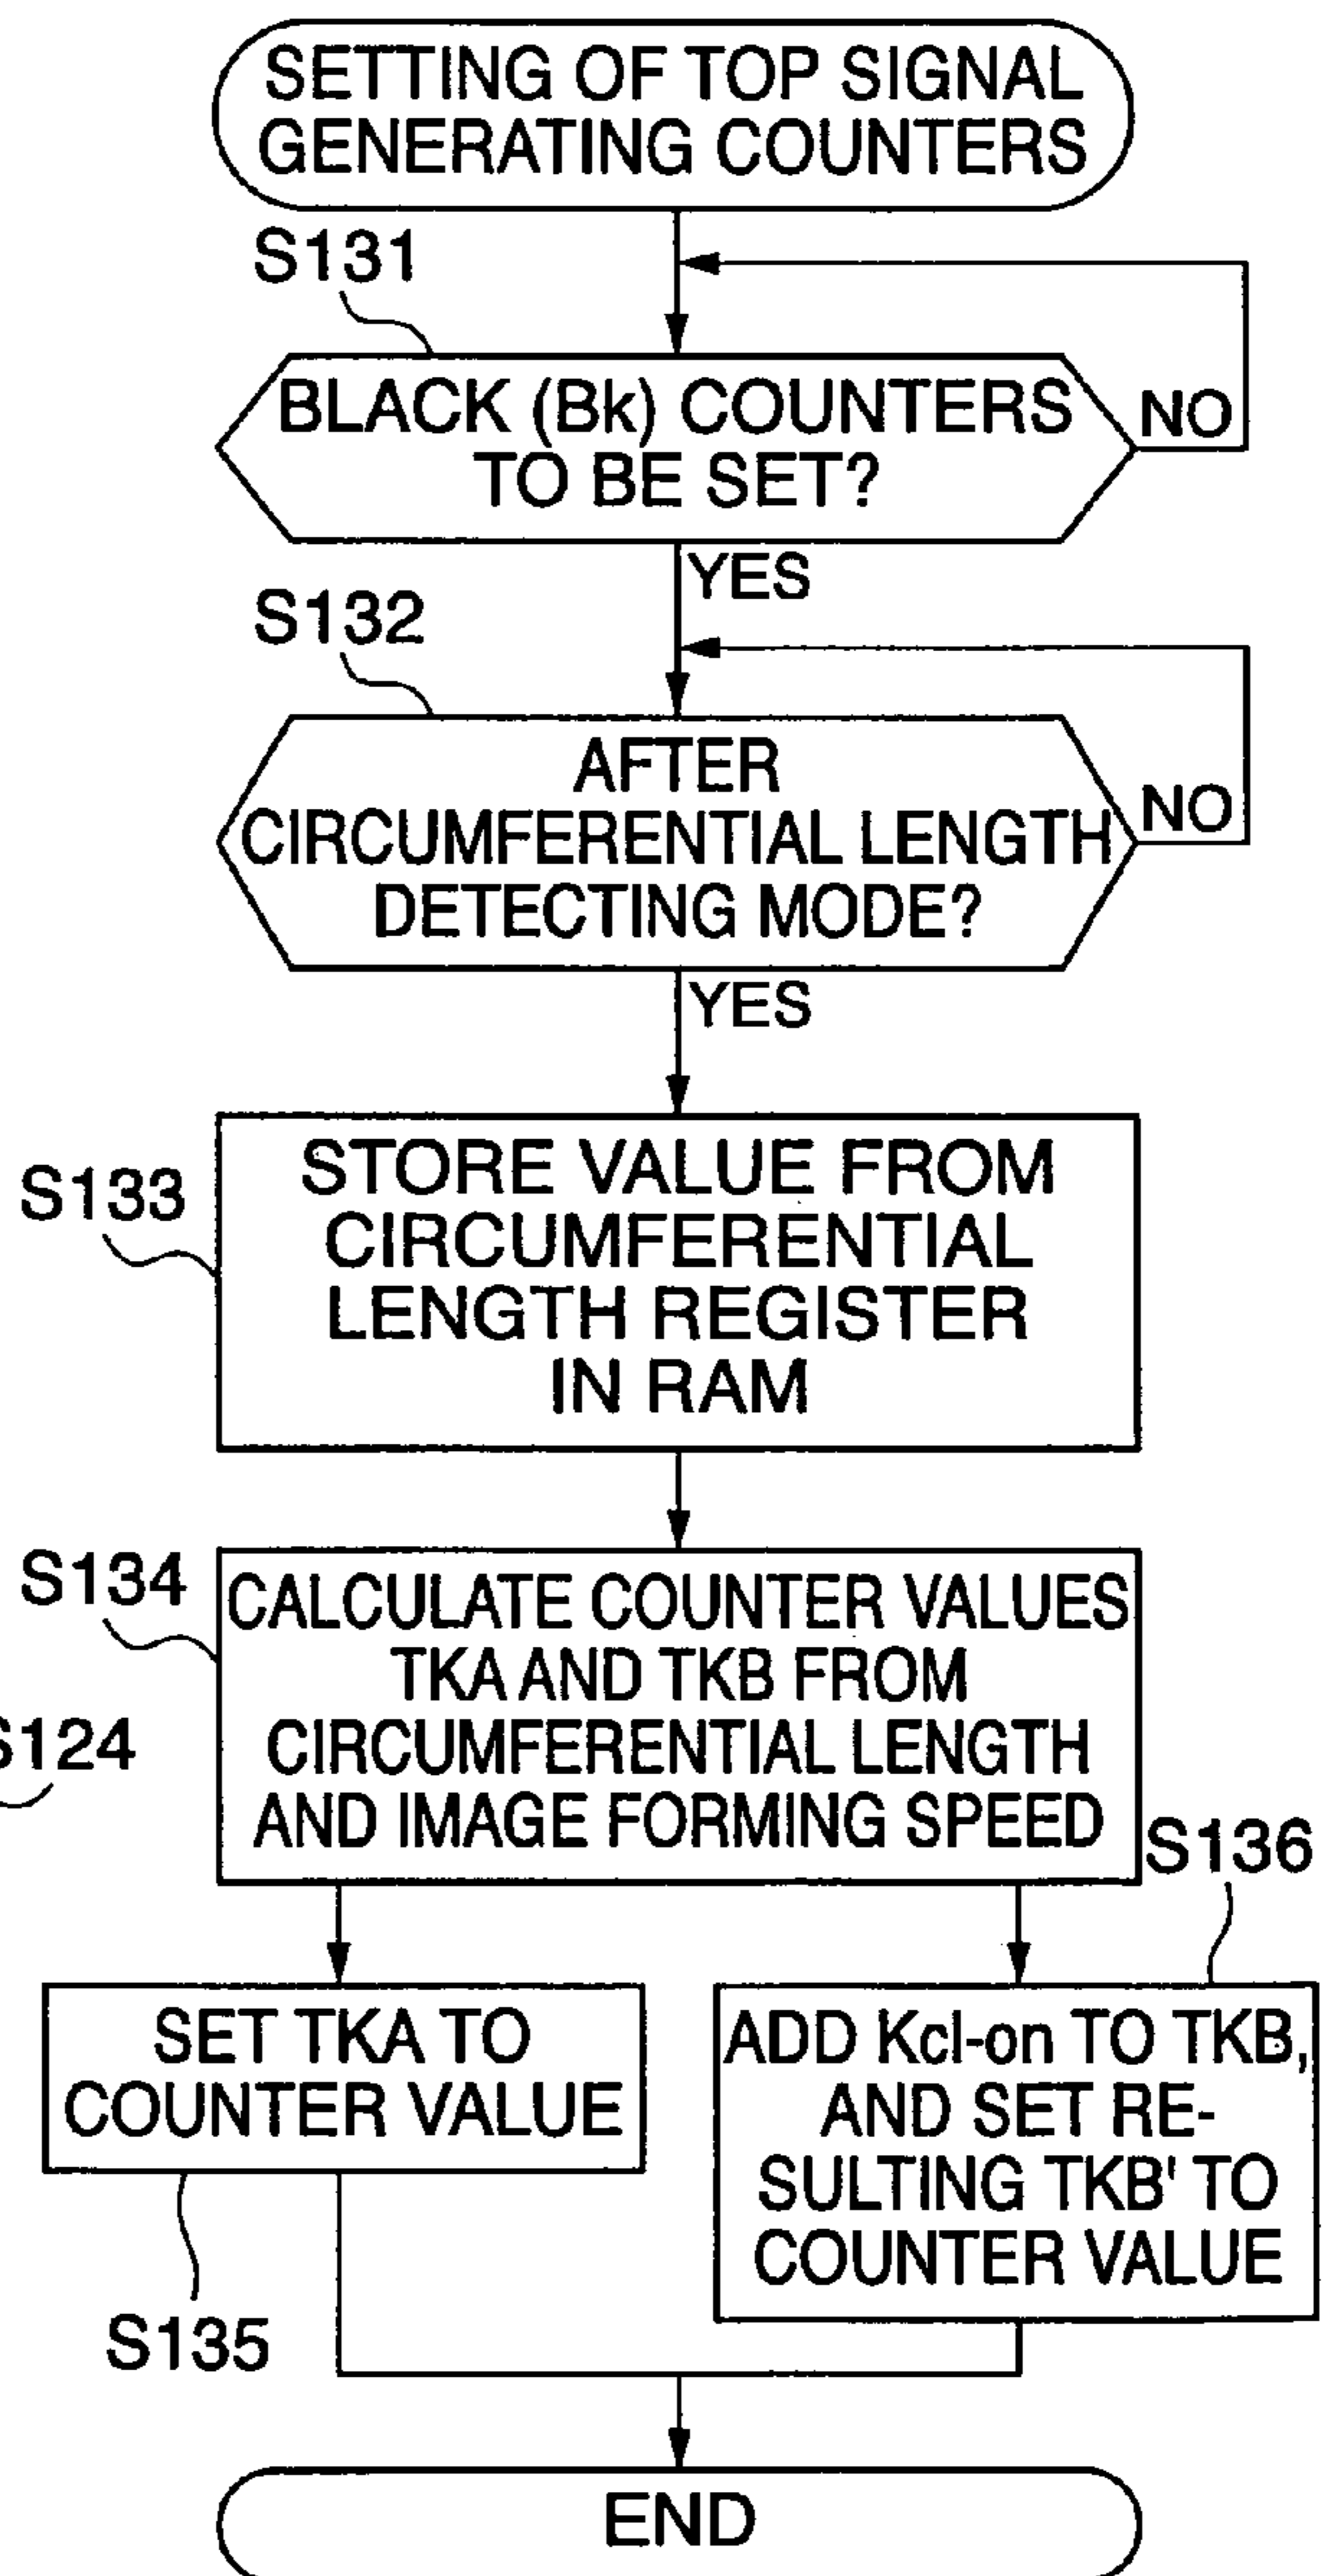 SETTING OF TOP SIGNAL
GENERATING COUNTERS
S131
BLACK (Bk) COUNTERS
TO BE SET?
NO
YES
S132
AFTER
CIRCUMFERENTIAL LENGTH
DETECTING MODE?
NO
YES
S133
STORE VALUE FROM
CIRCUMFERENTIAL
LENGTH REGISTER
IN RAM
S134
CALCULATE COUNTER VALUES
TKA AND TKB FROM
CIRCUMFERENTIAL LENGTH
AND IMAGE FORMING SPEED
S124
S136
SET TKA TO
COUNTER VALUE
S135
ADD Kcl-on TO TKB,
AND SET RE-
SULTING TKB' TO
COUNTER VALUE
END